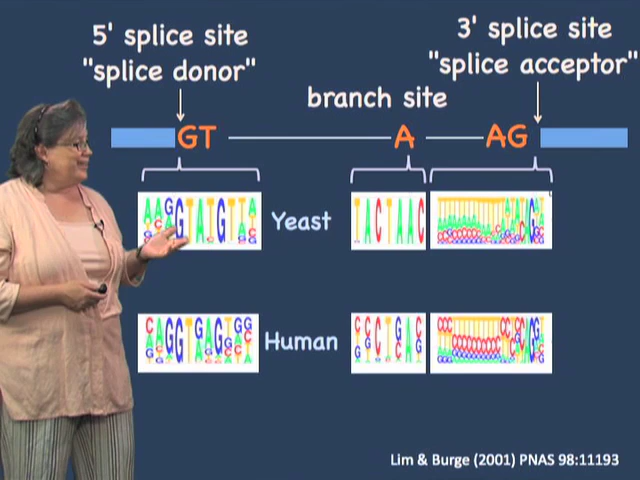 5' splice site
"splice donor"
3' splice site
"splice acceptor"
branch site
GT
A
AG
Yeast
TACTAAC
Human
Lim & Burge (2001) PNAS 98:11193